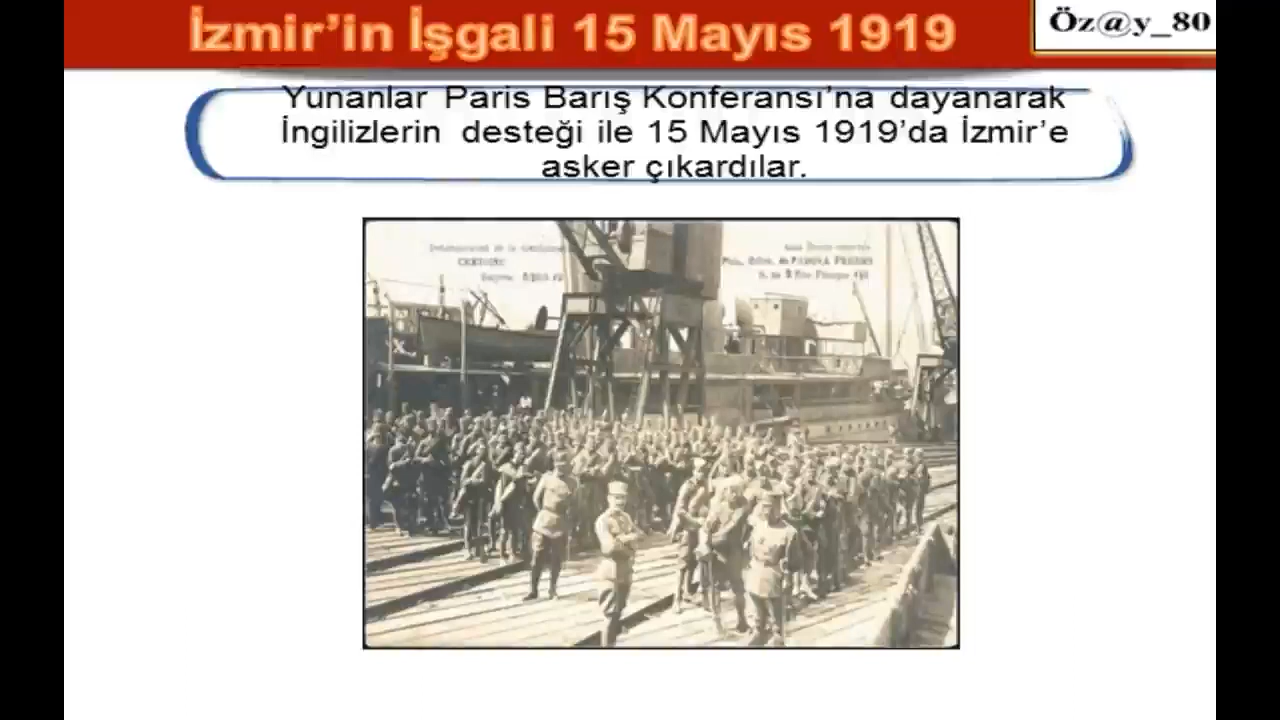 İzmir'in İşgali 15 Mayıs 1919
Öz@y_80
Yunanlar Paris Barış Konferansı'na dayanarak
İngilizlerin desteği ile 15 Mayıs 1919'da İzmir'e
asker çıkardılar.